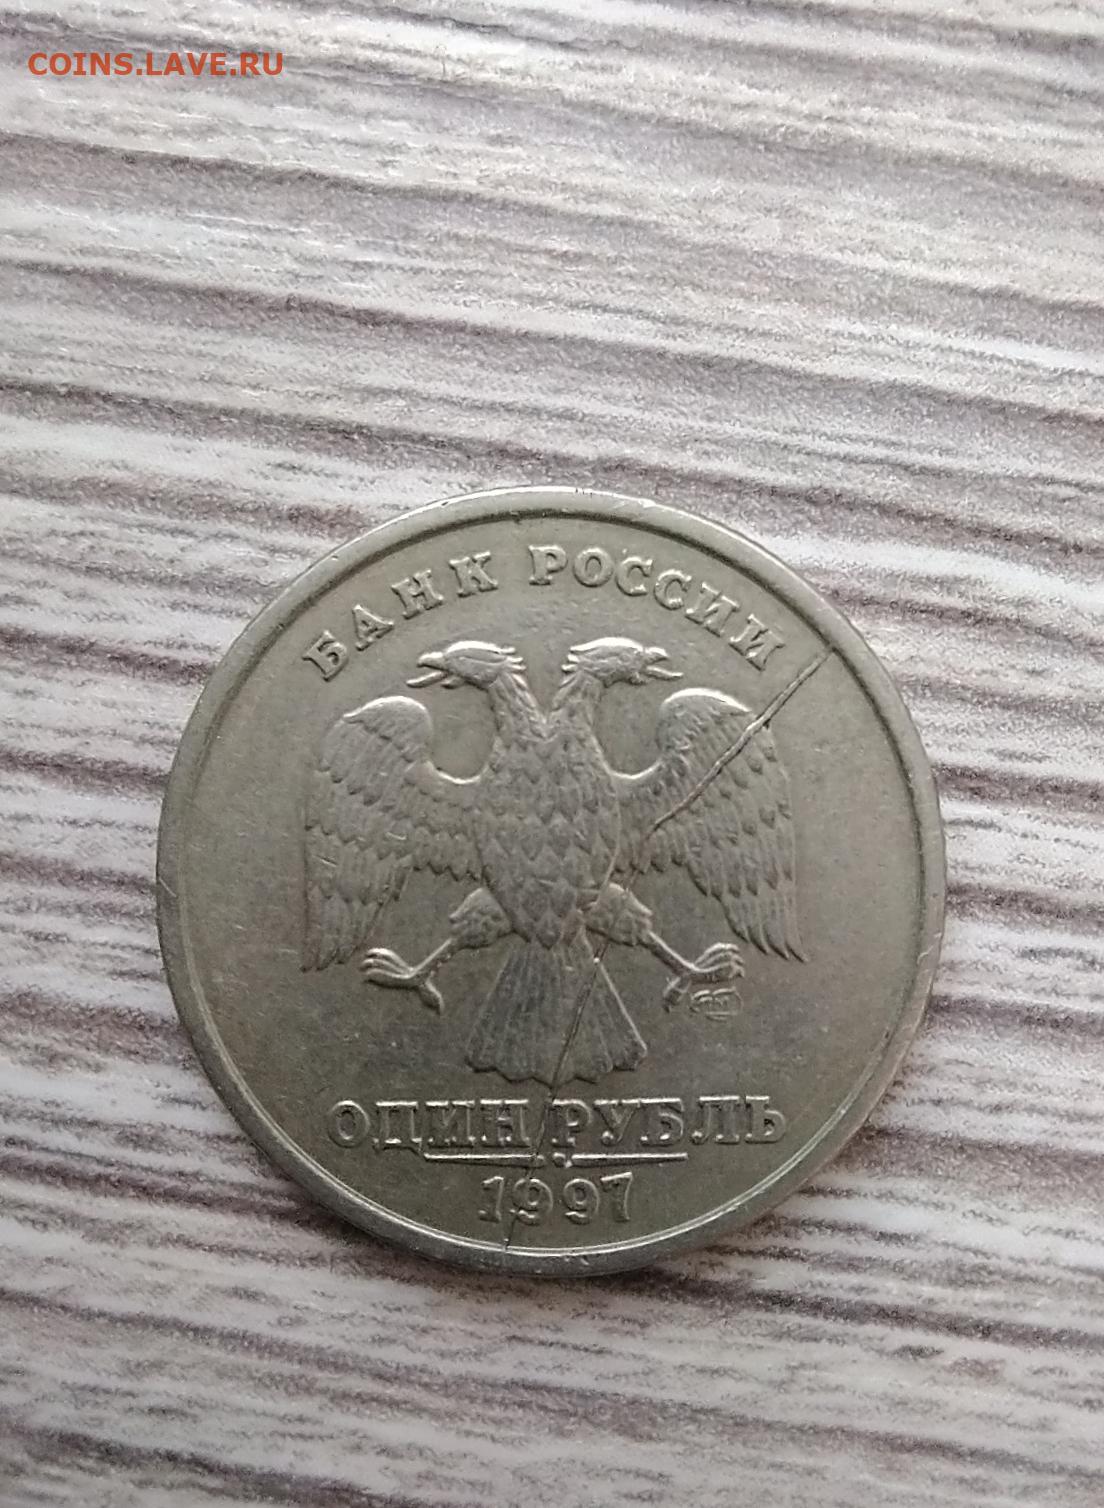 COINS.LAVE.RU
БАНК РОССИИ
ОДИН РУБЛЬ
1997